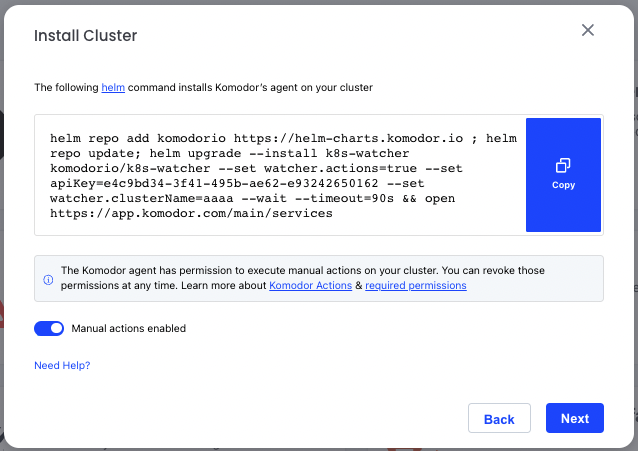 Install Cluster
The following helm command installs Komodor's agent on your cluster
helm repo add komodorio https://helm-charts.komodor.io ; helm
repo update; helm upgrade --install k8s-watcher
komodorio/k8s-watcher --set watcher.actions=true --set
apiKey=e4c9bd34-3f41-495b-ae62-e93242650162 --set
watcher.clusterName=aaaa --wait --timeout=90s && open
https://app.komodor.com/main/services
Copy
The Komodor agent has permission to execute manual actions on your cluster. You can revoke those
permissions at any time. Learn more about Komodor Actions & required permissions
Manual actions enabled
Need Help?
Back
Next